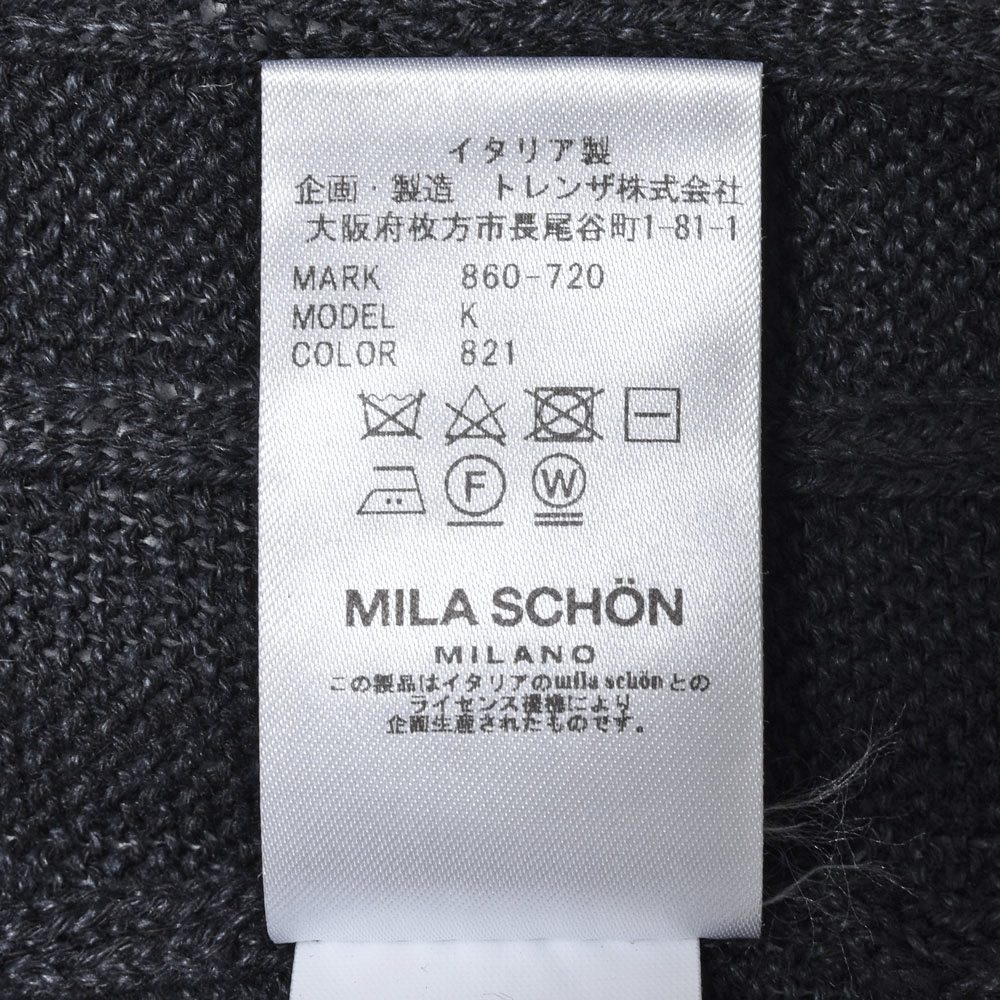 イタリア製
企画・製造 トレンザ株式会社
大阪府枚方市長尾谷町1-81-1
MARK 860-720
MODEL K
COLOR 821
F W
MILA SCHÖN
MILANO
この製品はイタリアのmila schönとの
ライセンス提携により
企画生産されたものです。